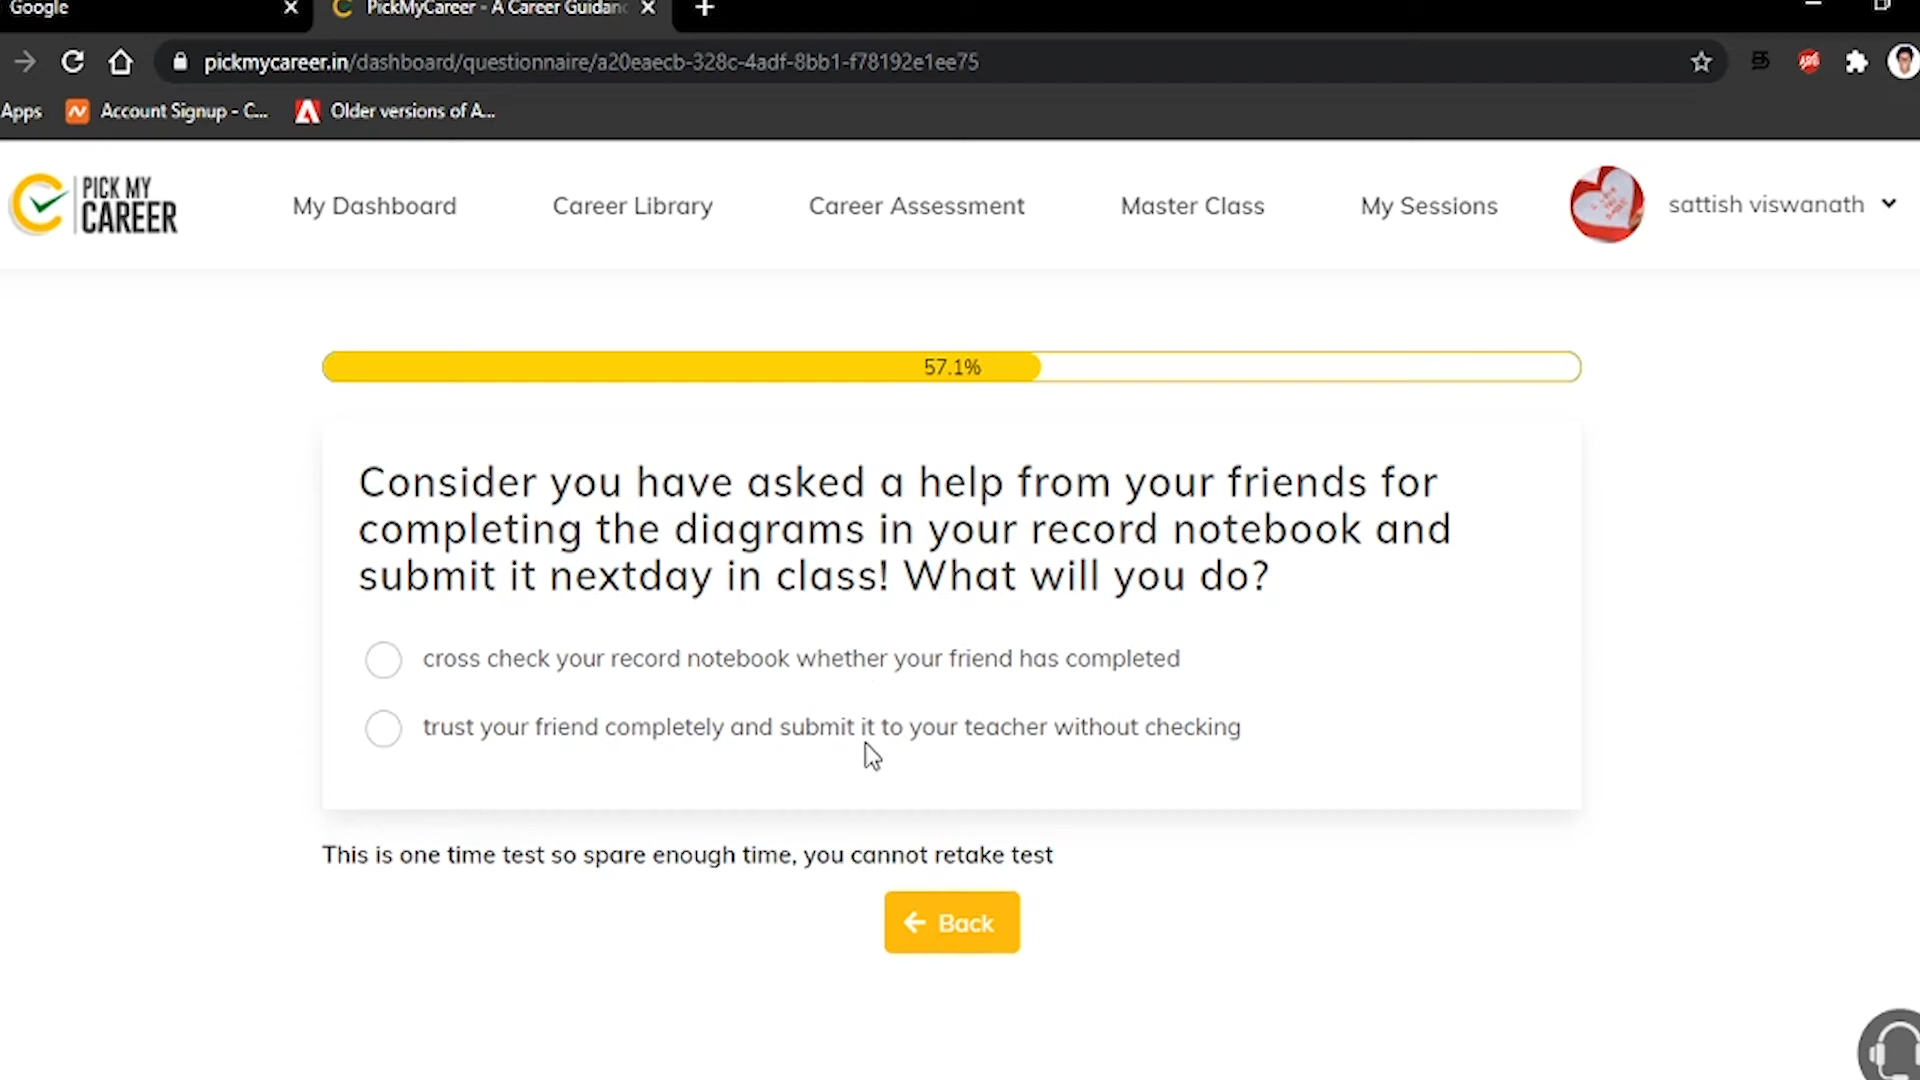 Google
PickMyCareer - A Career Guidanc
pickmycareer.in/dashboard/questionnaire/a20eaecb-328c-4adf-8bb1-f78192e1ee75
Apps
Account Signup - C...
Older versions of A...
PICK MY
CAREER
My Dashboard
Career Library
Career Assessment
Master Class
My Sessions
sattish viswanath
57.1%
Consider you have asked a help from your friends for
completing the diagrams in your record notebook and
submit it nextday in class! What will you do?
cross check your record notebook whether your friend has completed
trust your friend completely and submit it to your teacher without checking
This is one time test so spare enough time, you cannot retake test
Back